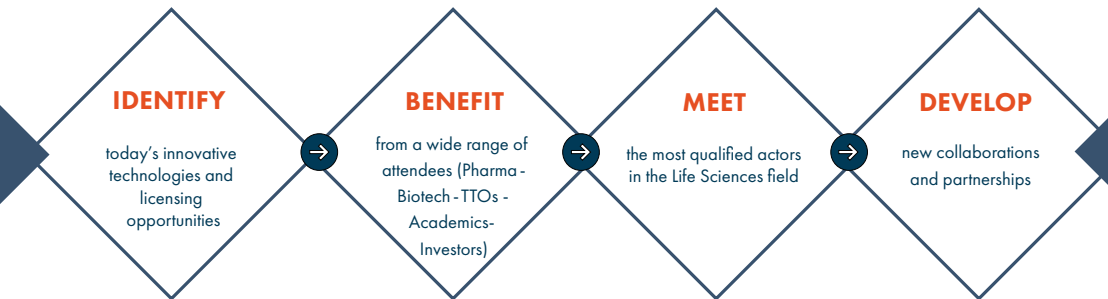 IDENTIFY
today's innovative
technologies and
licensing
opportunities
BENEFIT
from a wide range of
attendees (Pharma -
Biotech - TTOs -
Academics-
Investors)
MEET
the most qualified actors
in the Life Sciences field
DEVELOP
new collaborations
and partnerships